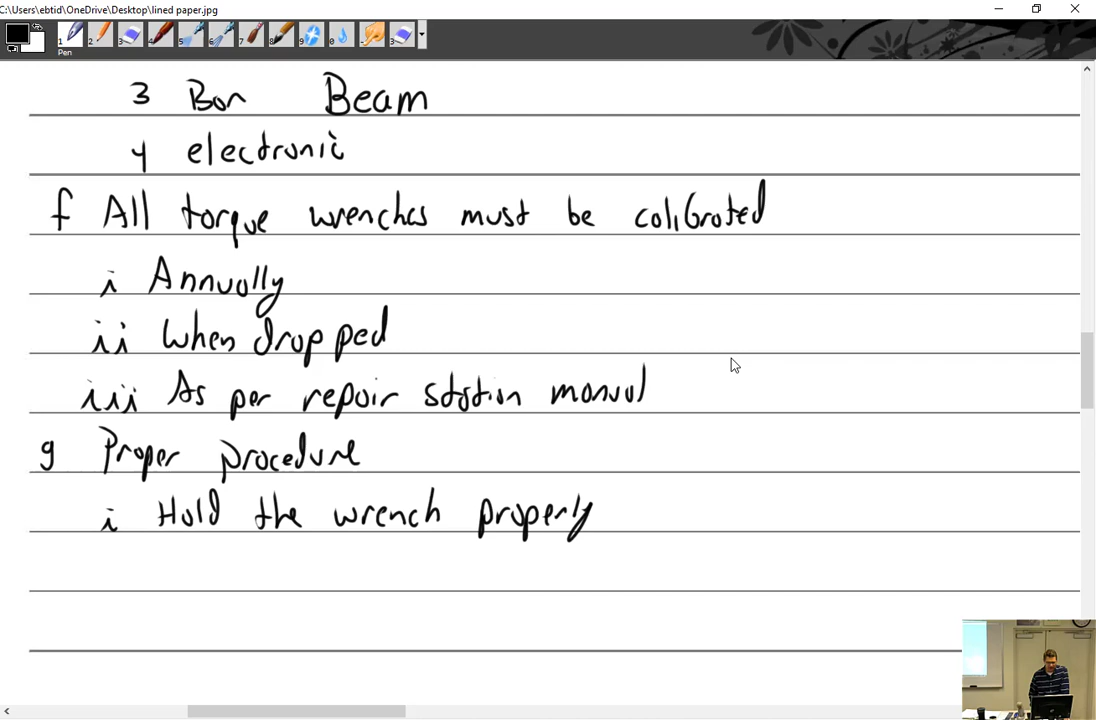 C:\Users\ebtid\OneDrive\Desktop\lined paper.jpg
Pen
3 Bar Beam
4 electronic
f All torque wrenches must be calibrated
i Annually
ii When dropped
iii As per repair station manual
g Proper procedure
i Hold the wrench properly